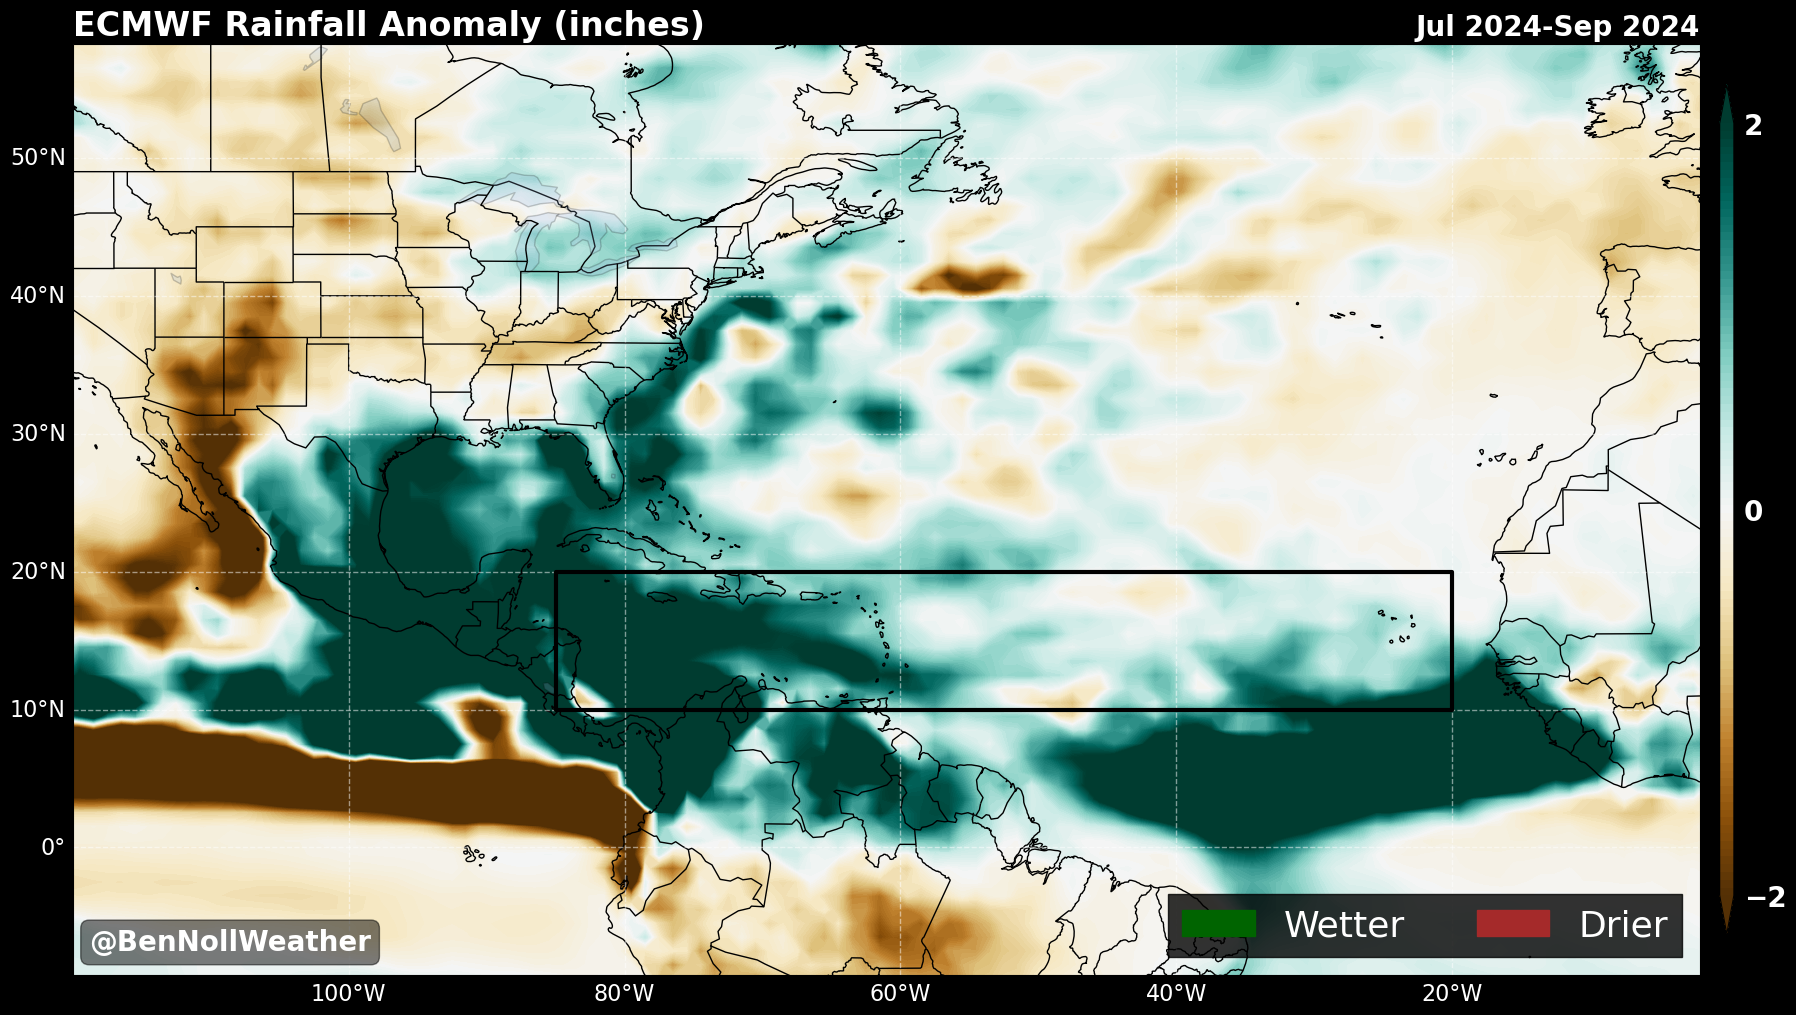 ECMWF Rainfall Anomaly (inches)
Jul 2024-Sep 2024
50°N
40°N
30°N
20°N
10°N
0°
2
0
−2
@BenNollWeather
Wetter
Drier
100°W
80°W
60°W
40°W
20°W